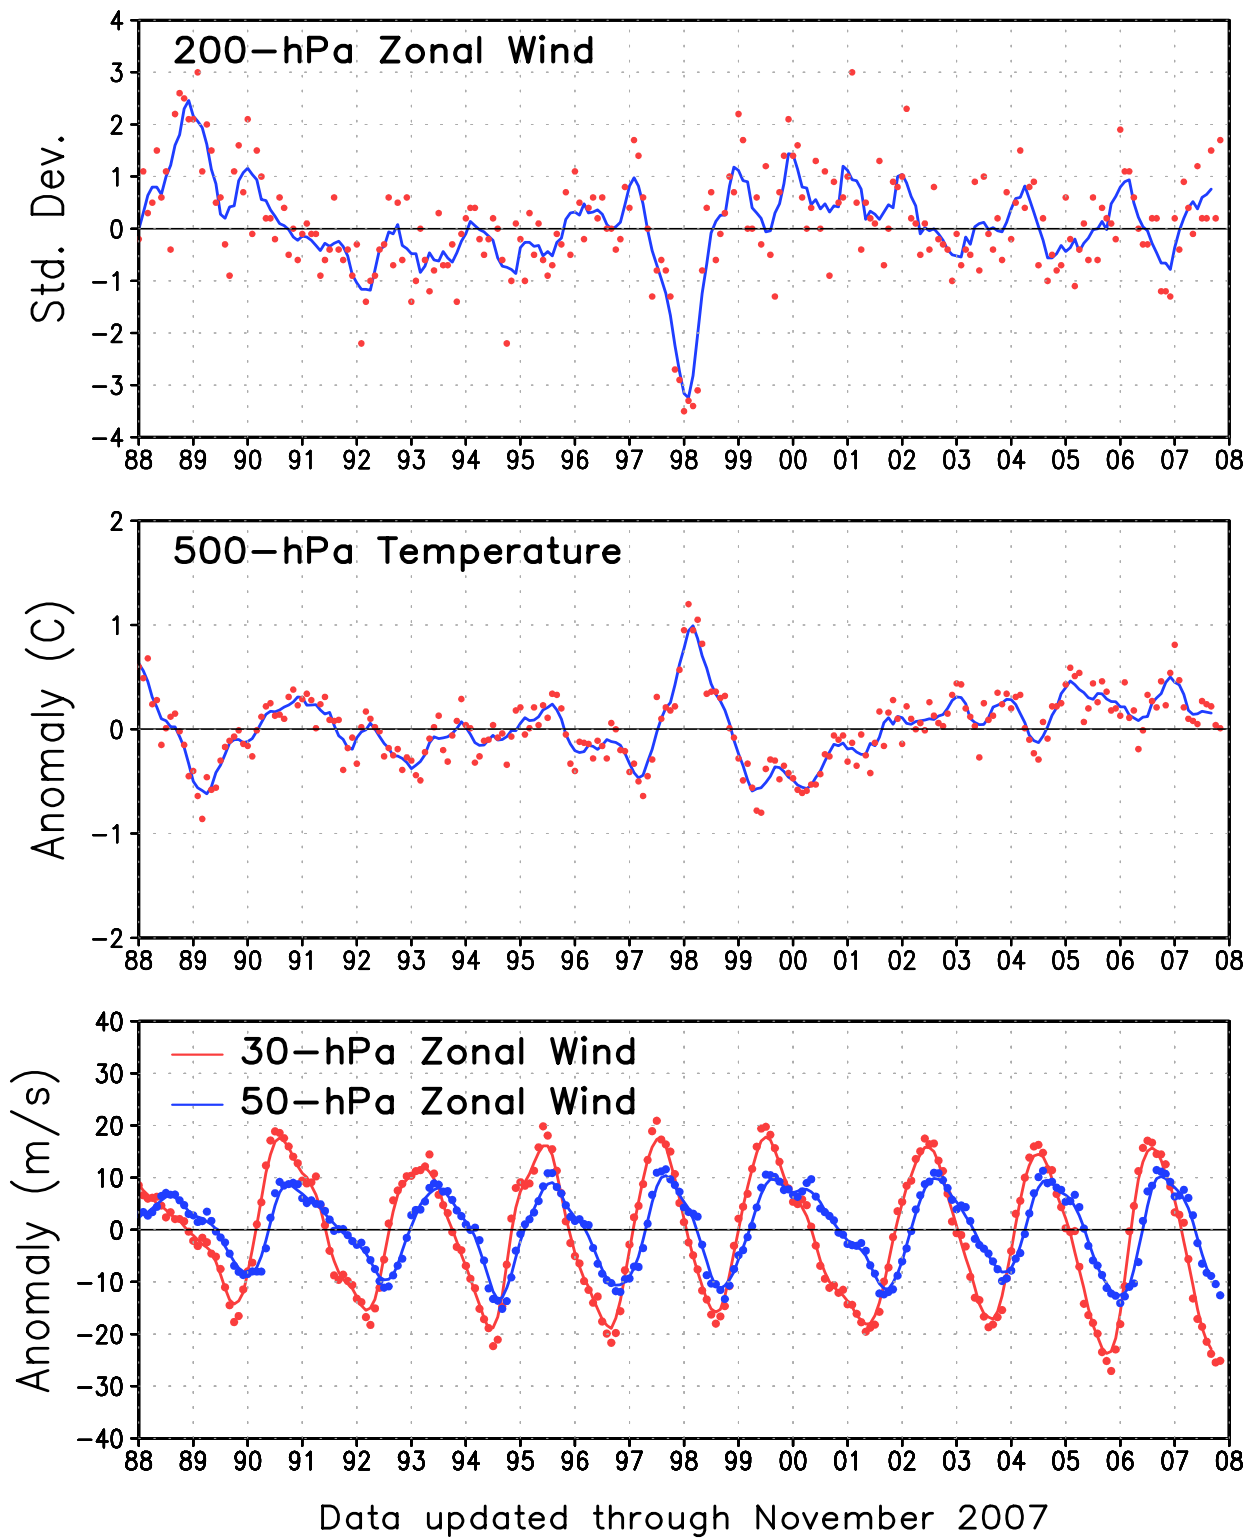 200-hPa Zonal Wind
Std. Dev.
4
3
2
1
0
-1
-2
-3
-4
88 89 90 91 92 93 94 95 96 97 98 99 00 01 02 03 04 05 06 07 08
500-hPa Temperature
Anomaly (C)
2
1
0
-1
-2
88 89 90 91 92 93 94 95 96 97 98 99 00 01 02 03 04 05 06 07 08
30-hPa Zonal Wind
50-hPa Zonal Wind
Anomaly (m/s)
40
30
20
10
0
-10
-20
-30
-40
88 89 90 91 92 93 94 95 96 97 98 99 00 01 02 03 04 05 06 07 08
Data updated through November 2007